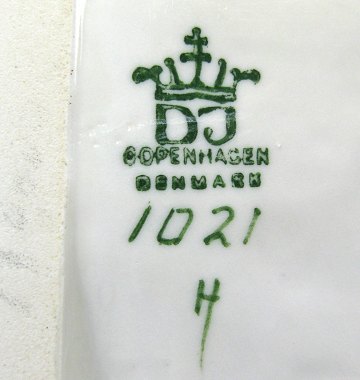 DJ
COPENHAGEN
DENMARK
1021
H